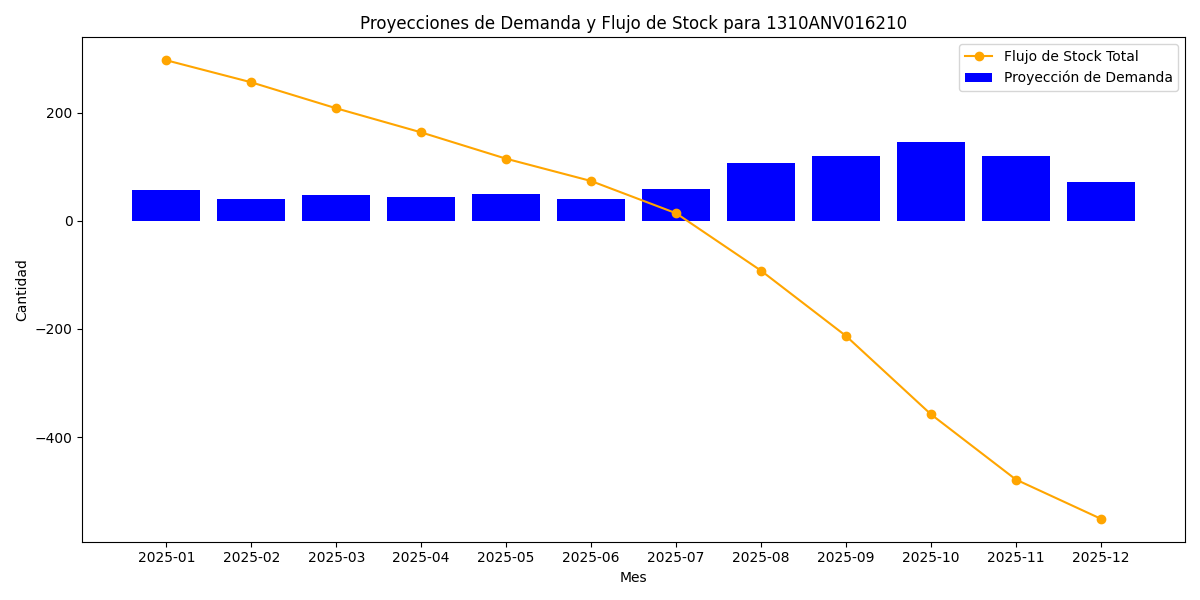 Proyecciones de Demanda y Flujo de Stock para 1310ANV016210
Flujo de Stock Total
Proyección de Demanda
Cantidad
200
0
−200
−400
2025-01 2025-02 2025-03 2025-04 2025-05 2025-06 2025-07 2025-08 2025-09 2025-10 2025-11 2025-12
Mes